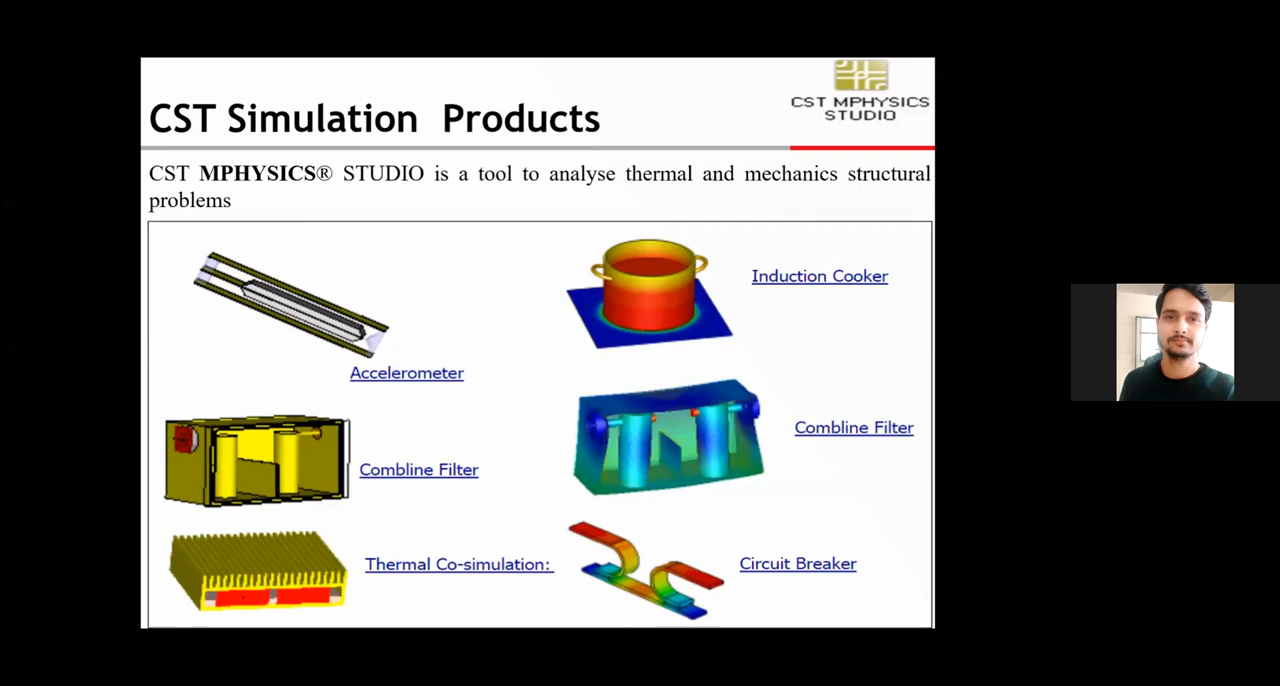 CST MPHYSICS
STUDIO
CST Simulation Products
CST MPHYSICS® STUDIO is a tool to analyse thermal and mechanics structural
problems
Induction Cooker
Accelerometer
Combline Filter
Combline Filter
Thermal Co-simulation:
Circuit Breaker